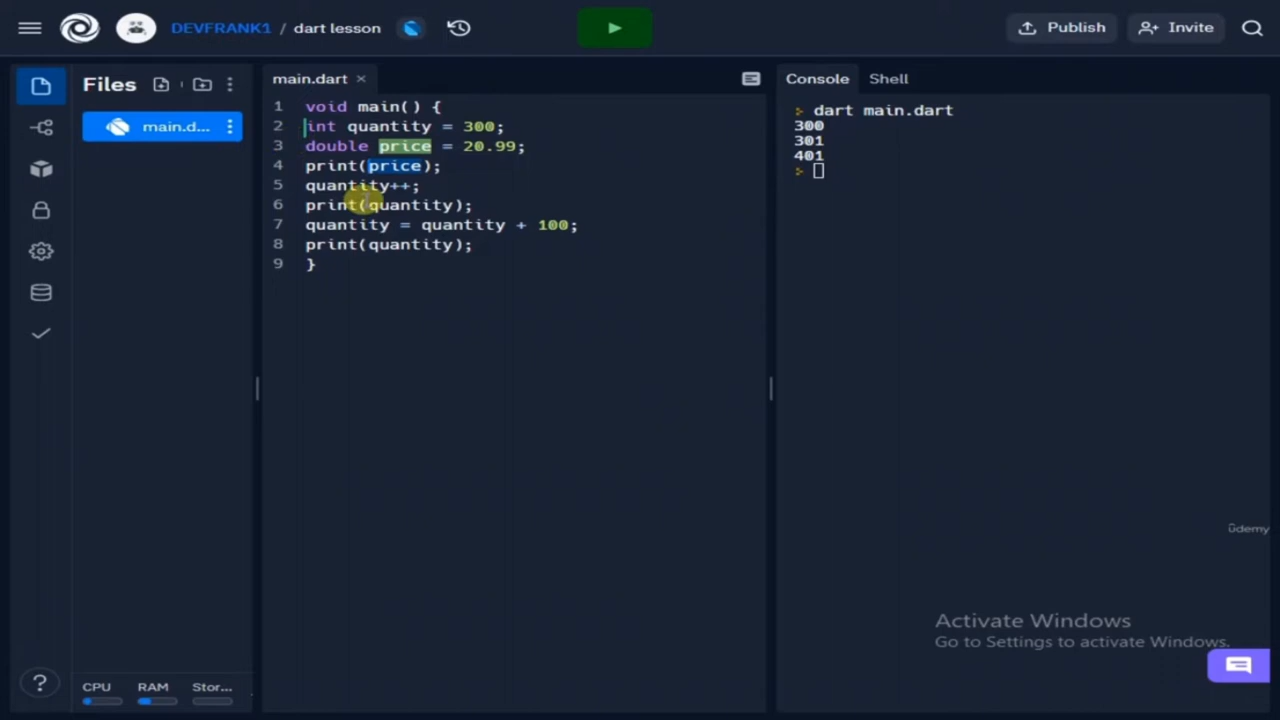 DEVFRANK1 / dart lesson
Publish
Invite
Files
main.d...
main.dart ×
1 void main() {
2 int quantity = 300;
3 double price = 20.99;
4 print(price);
5 quantity++;
6 print(quantity);
7 quantity = quantity + 100;
8 print(quantity);
9 }
Console
Shell
dart main.dart
300
301
401
ûdemy
Activate Windows
Go to Settings to activate Windows.
?
CPU
RAM
Stor...